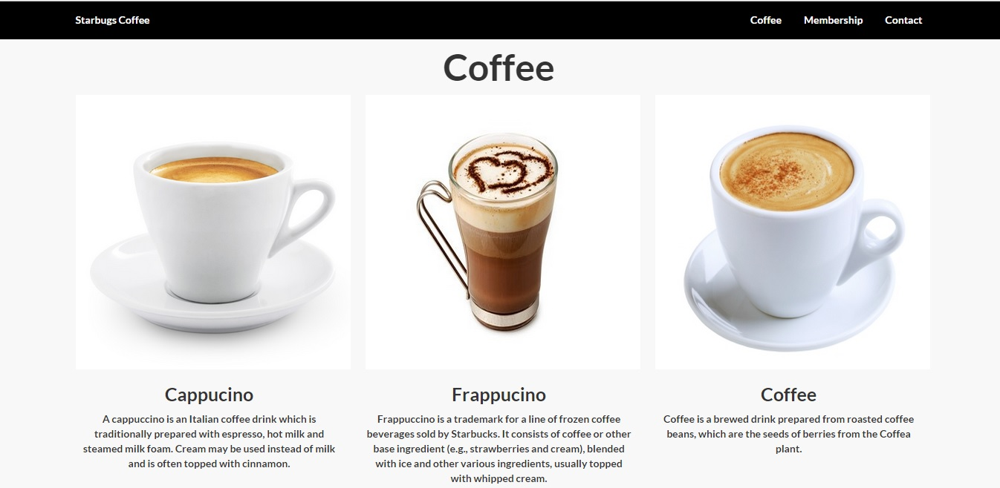 Starbugs Coffee
Coffee Membership Contact
Coffee
Cappucino
A cappuccino is an Italian coffee drink which is
traditionally prepared with espresso, hot milk and
steamed milk foam. Cream may be used instead of milk
and is often topped with cinnamon.
Frappucino
Frappuccino is a trademark for a line of frozen coffee
beverages sold by Starbucks. It consists of coffee or other
base ingredient (e.g., strawberries and cream), blended
with ice and other various ingredients, usually topped
with whipped cream.
Coffee
Coffee is a brewed drink prepared from roasted coffee
beans, which are the seeds of berries from the Coffea
plant.